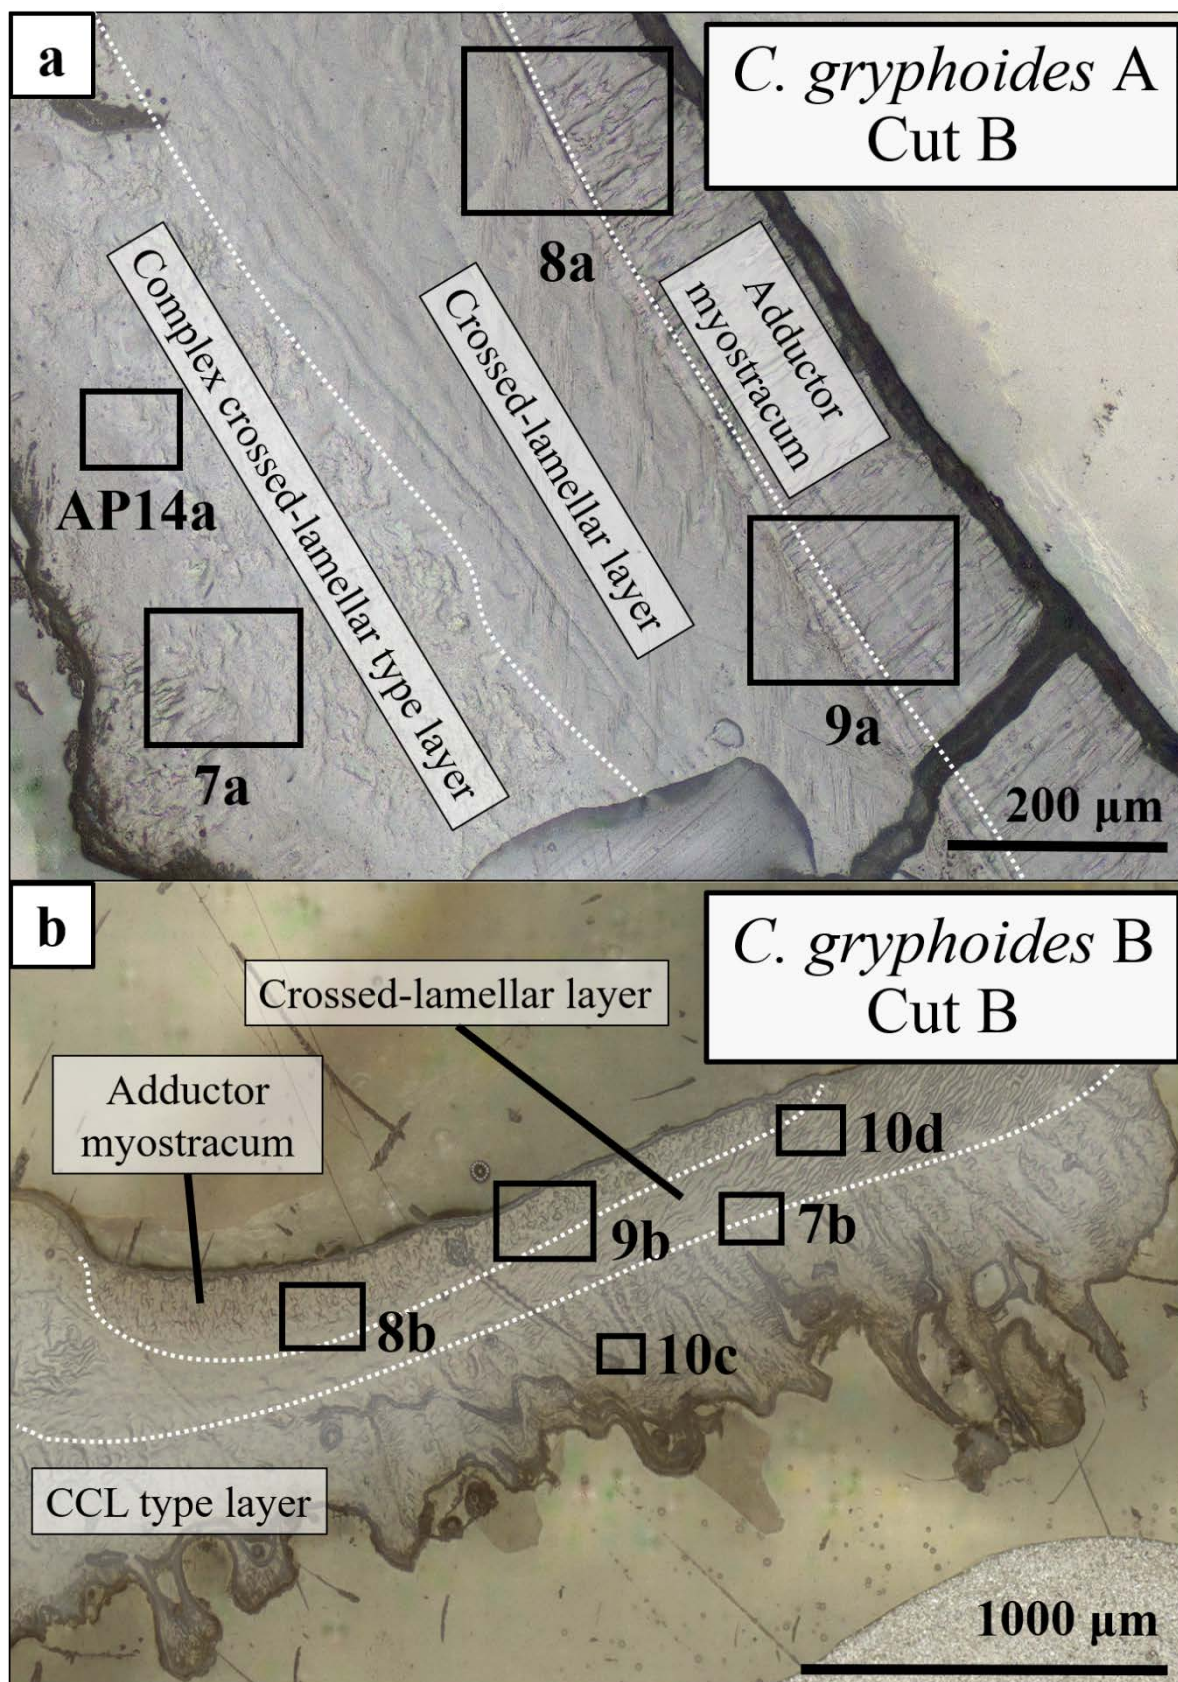 a
C. gryphoides A
Cut B
8a
Adductor
myostracum
Crossed-lamellar layer
Complex crossed-lamellar type layer
AP14a
7a
9a
200 μm
b
C. gryphoides B
Cut B
Crossed-lamellar layer
Adductor
myostracum
10d
7b
9b
8b
10c
CCL type layer
1000 μm